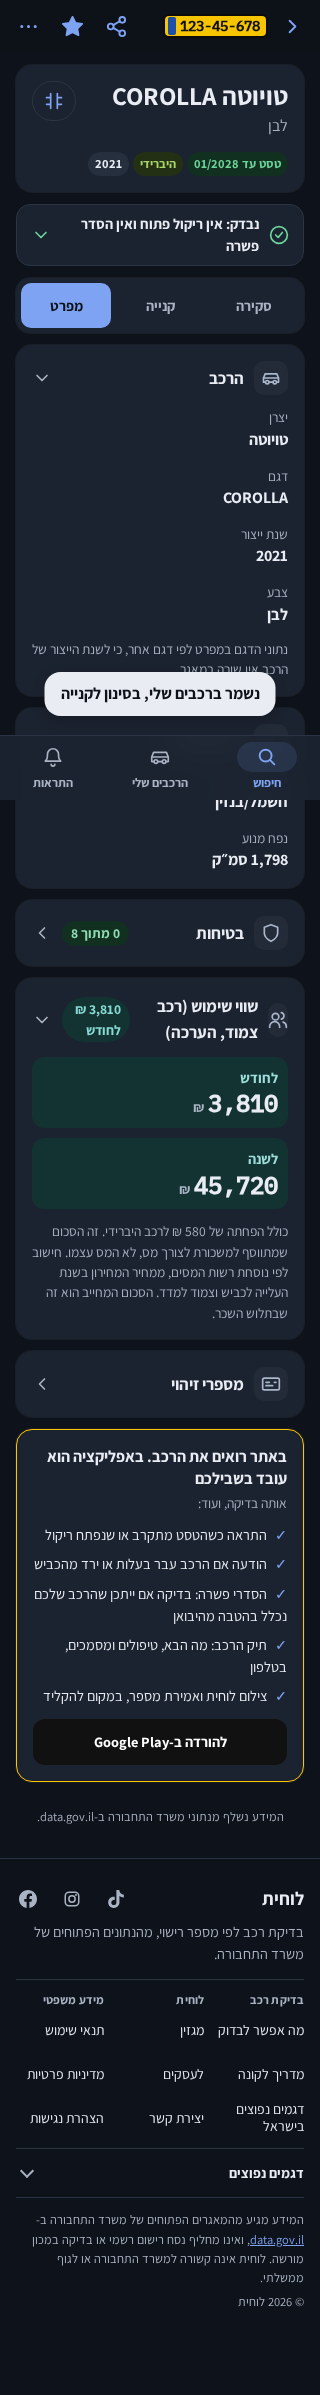 123-45-678
טויוטה COROLLA
לבן
טסט עד 01/2028
היברידי
2021
נבדק: אין ריקול פתוח ואין הסדר
פשרה
סקירה
קנייה
מפרט
הרכב
יצרן
טויוטה
דגם
COROLLA
שנת ייצור
2021
צבע
לבן
נתוני הדגם במפרט לפי דגם אחר, כי לשנת הייצור של
הרכב אין שורה במאגר.
נשמר ברכבים שלי, בסינון לקנייה
חיפוש
הרכבים שלי
התראות
חשמל/בנזין
נפח מנוע
1,798 סמ״ק
בטיחות
0 מתוך 8
שווי שימוש (רכב
צמוד, הערכה)
3,810 ₪
לחודש
לחודש
3,810 ₪
לשנה
45,720 ₪
כולל הפחתה של 580 ₪ לרכב היברידי. זה הסכום
שמתווסף למשכורת לצורך מס, לא המס עצמו. חישוב
לפי נוסחת רשות המסים, ממחיר המחירון בשנת
העלייה לכביש וצמוד למדד. הסכום המחייב הוא זה
שבתלוש השכר.
מספרי זיהוי
באתר רואים את הרכב. באפליקציה הוא
עובד בשבילכם
אותה בדיקה, ועוד:
✓ התראה כשהטסט מתקרב או שנפתח ריקול
✓ הודעה אם הרכב עבר בעלות או ירד מהכביש
✓ הסדרי פשרה: בדיקה אם ייתכן שהרכב שלכם
נכלל בהטבה מהיבואן
✓ תיק הרכב: מה הבא, טיפולים ומסמכים,
בטלפון
✓ צילום לוחית ואמירת מספר, במקום להקליד
להורדה ב-Google Play
המידע נשלף מנתוני משרד התחבורה ב-data.gov.il.
לוחית
בדיקת רכב לפי מספר רישוי, מהנתונים הפתוחים של
משרד התחבורה.
בדיקת רכב
לוחית
מידע משפטי
מה אפשר לבדוק
מגזין
תנאי שימוש
מדריך לקונה
לעסקים
מדיניות פרטיות
דגמים נפוצים
בישראל
יצירת קשר
הצהרת נגישות
דגמים נפוצים
המידע מגיע מהמאגרים הפתוחים של משרד התחבורה ב-
data.gov.il, ואינו מחליף נסח רישום רשמי או בדיקה במכון
מורשה. לוחית אינה קשורה למשרד התחבורה או לגוף
ממשלתי.
© 2026 לוחית